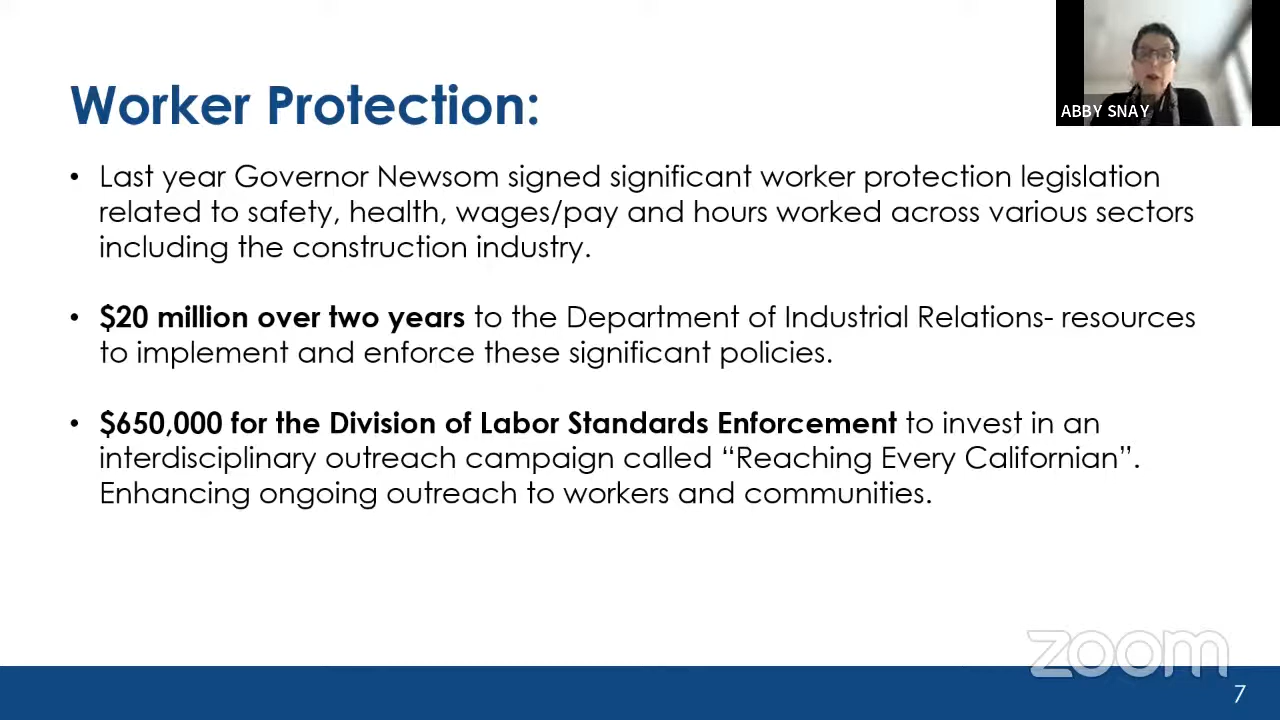 Worker Protection:
ABBY SNAY
• Last year Governor Newsom signed significant worker protection legislation
related to safety, health, wages/pay and hours worked across various sectors
including the construction industry.
• $20 million over two years to the Department of Industrial Relations- resources
to implement and enforce these significant policies.
• $650,000 for the Division of Labor Standards Enforcement to invest in an
interdisciplinary outreach campaign called “Reaching Every Californian”.
Enhancing ongoing outreach to workers and communities.
zoom
7